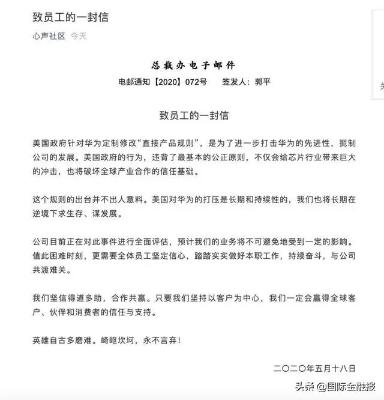 致员工的一封信
心声社区 今天
总裁办电子邮件
电邮通知【2020】072号 签发人：郭平
致员工的一封信
美国政府针对华为定制修改“直接产品规则”，是为了进一步打击华为的先进性，扼制
公司的发展。美国政府的行为，违背了最基本的公正原则，不仅会给芯片行业带来巨大
的冲击，也将破坏全球产业合作的信任基础。
这个规则的出台并不出人意料。美国对华为的打压是长期和持续性的，我们也将长期在
逆境下求生存、谋发展。
公司目前正在对此事件进行全面评估，预计我们的业务将不可避免地受到一定的影响。
值此困难时刻，更需要全体员工坚定信心，踏踏实实做好本职工作，持续奋斗，与公司
共渡难关。
我们坚信得道多助，合作共赢。只要我们坚持以客户为中心，我们一定会赢得全球客
户、伙伴和消费者的信任与支持。
英雄自古多磨难。崎岖坎坷，永不言弃！
二〇二〇年五月十八日
头条@国际金融报